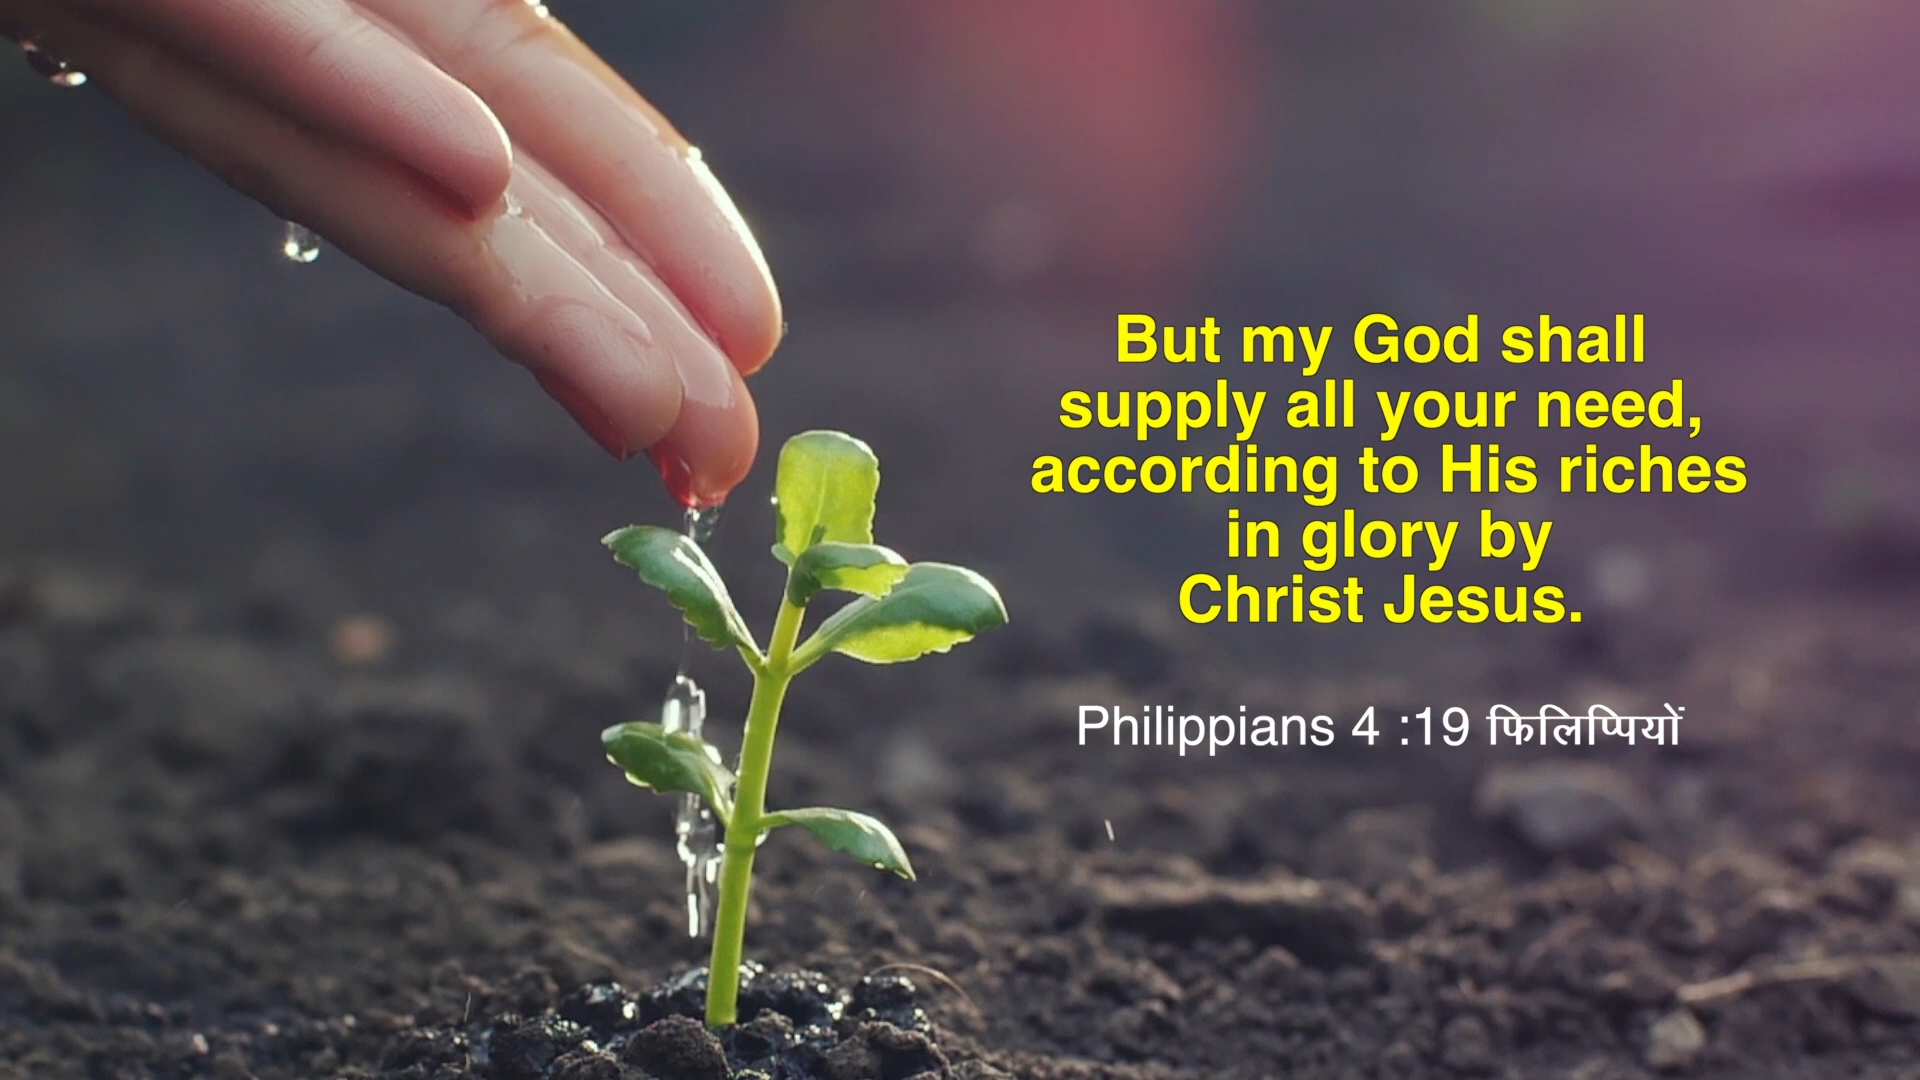 But my God shall
supply all your need,
according to His riches
in glory by
Christ Jesus.
Philippians 4 :19 फिलिप्पियों